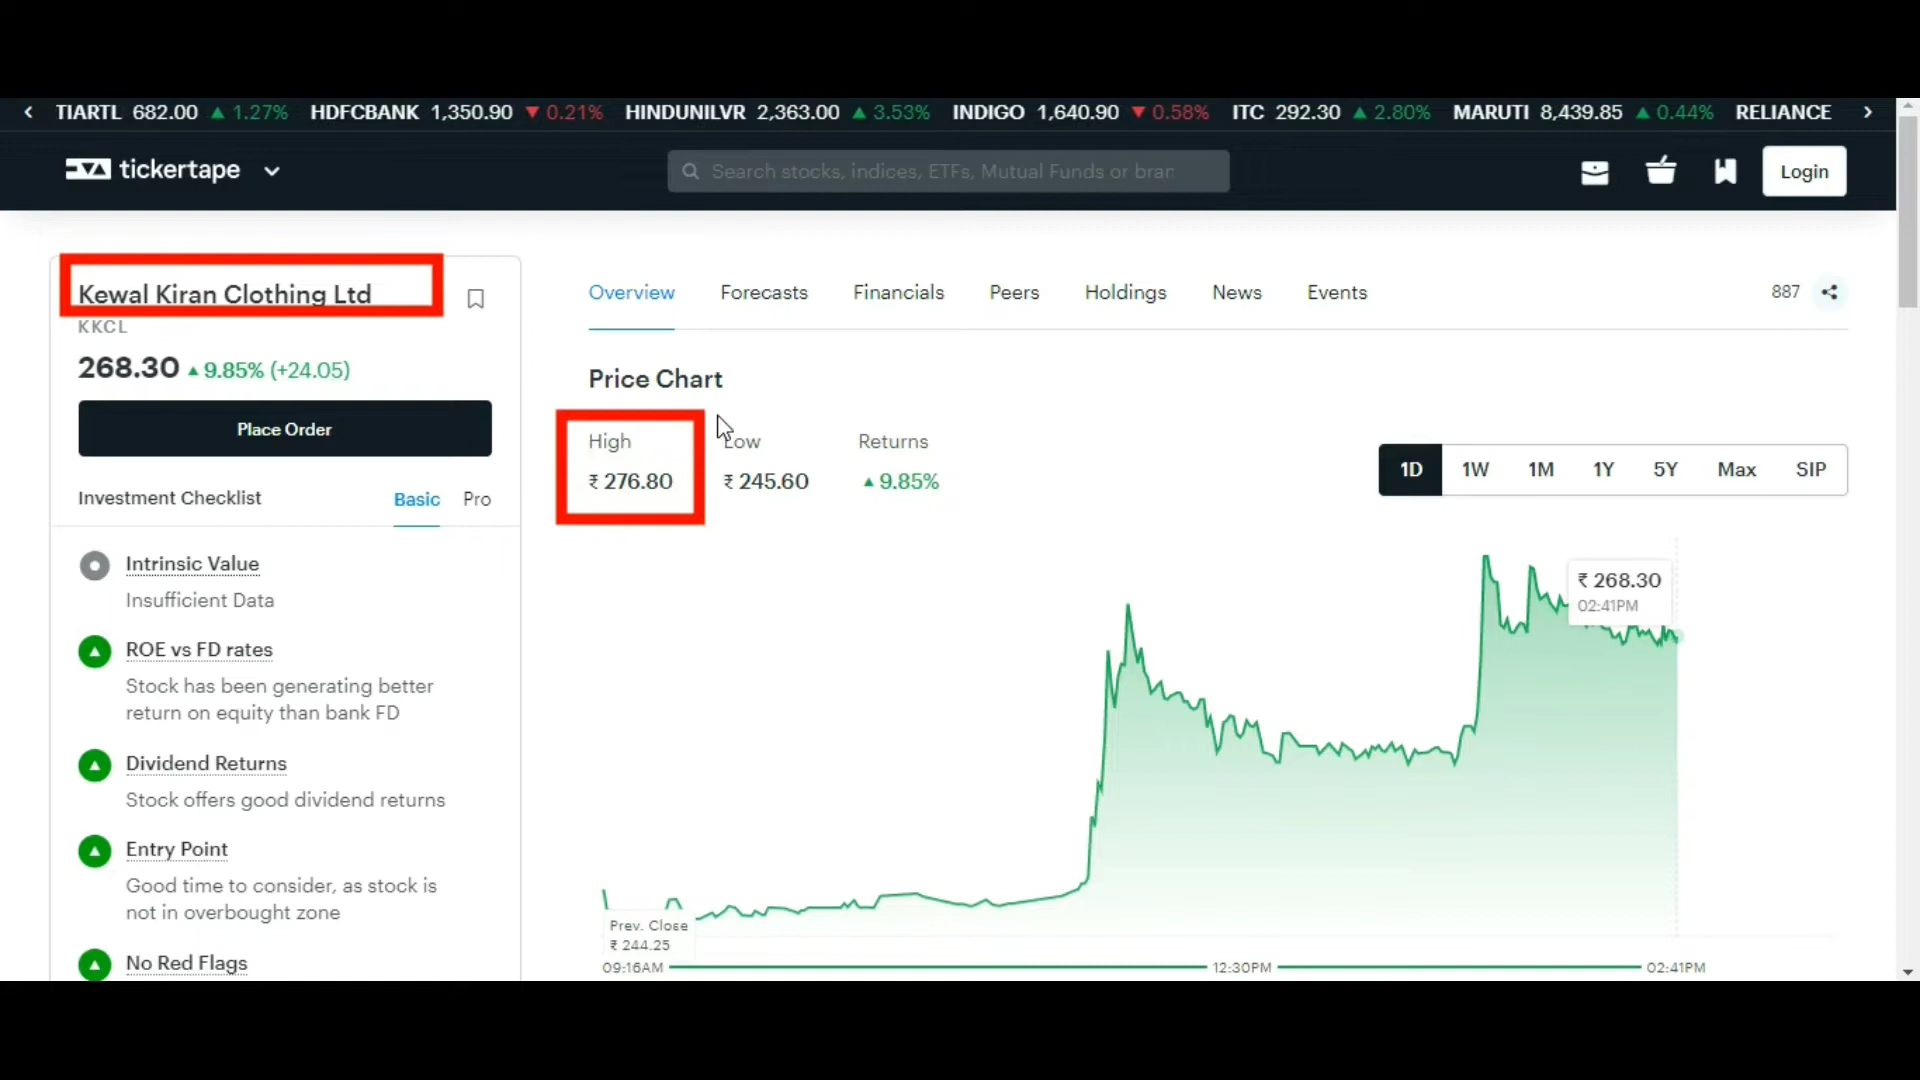 TIARTL 682.00 ▲ 1.27% HDFCBANK 1,350.90 ▼ 0.21% HINDUNILVR 2,363.00 ▲ 3.53% INDIGO 1,640.90 ▼ 0.58% ITC 292.30 ▲ 2.80% MARUTI 8,439.85 ▲ 0.44% RELIANCE
tickertape
Search stocks, indices, ETFs, Mutual Funds or brar
Login
Kewal Kiran Clothing Ltd
KKCL
268.30 ▲ 9.85% (+24.05)
Place Order
Investment Checklist Basic Pro
Intrinsic Value
Insufficient Data
ROE vs FD rates
Stock has been generating better
return on equity than bank FD
Dividend Returns
Stock offers good dividend returns
Entry Point
Good time to consider, as stock is
not in overbought zone
No Red Flags
Overview Forecasts Financials Peers Holdings News Events 887
Price Chart
High Low Returns
₹ 276.80 ₹ 245.60 ▲ 9.85%
1D 1W 1M 1Y 5Y Max SIP
₹ 268.30
02:41PM
Prev. Close
₹ 244.25
09:16AM 12:30PM 02:41PM